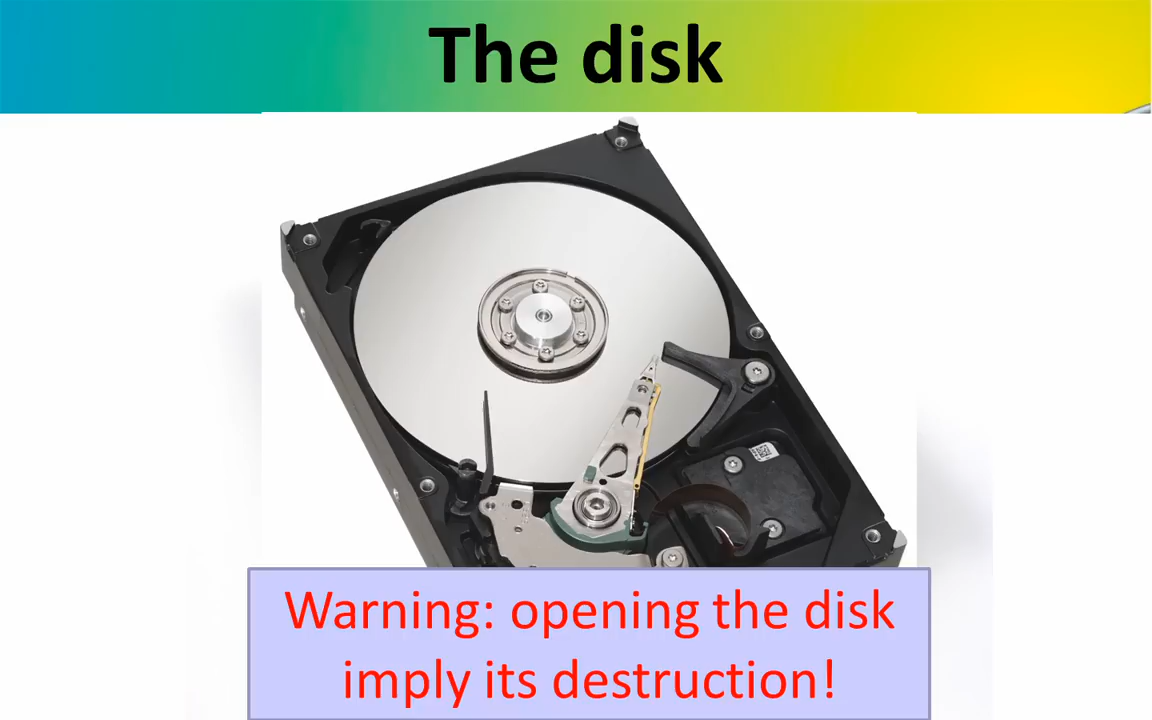 The disk
Warning: opening the disk
imply its destruction!